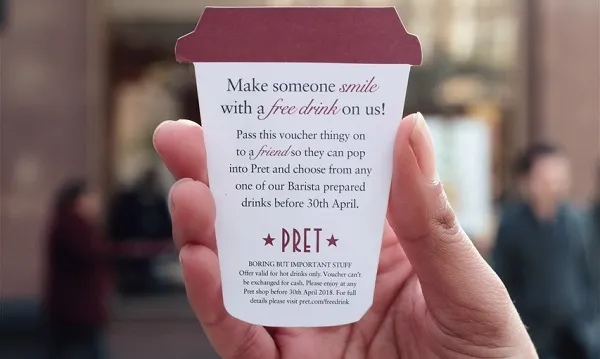 Make someone smile
with a free drink on us!
Pass this voucher thingy on
to a friend so they can pop
into Pret and choose from any
one of our Barista prepared
drinks before 30th April.
★ PRET ★
BORING BUT IMPORTANT STUFF
Offer valid for hot drinks only. Voucher can't
be exchanged for cash, Please enjoy at any
Pret shop before 30th April 2018. For full
details please visit pret.com/freedrink